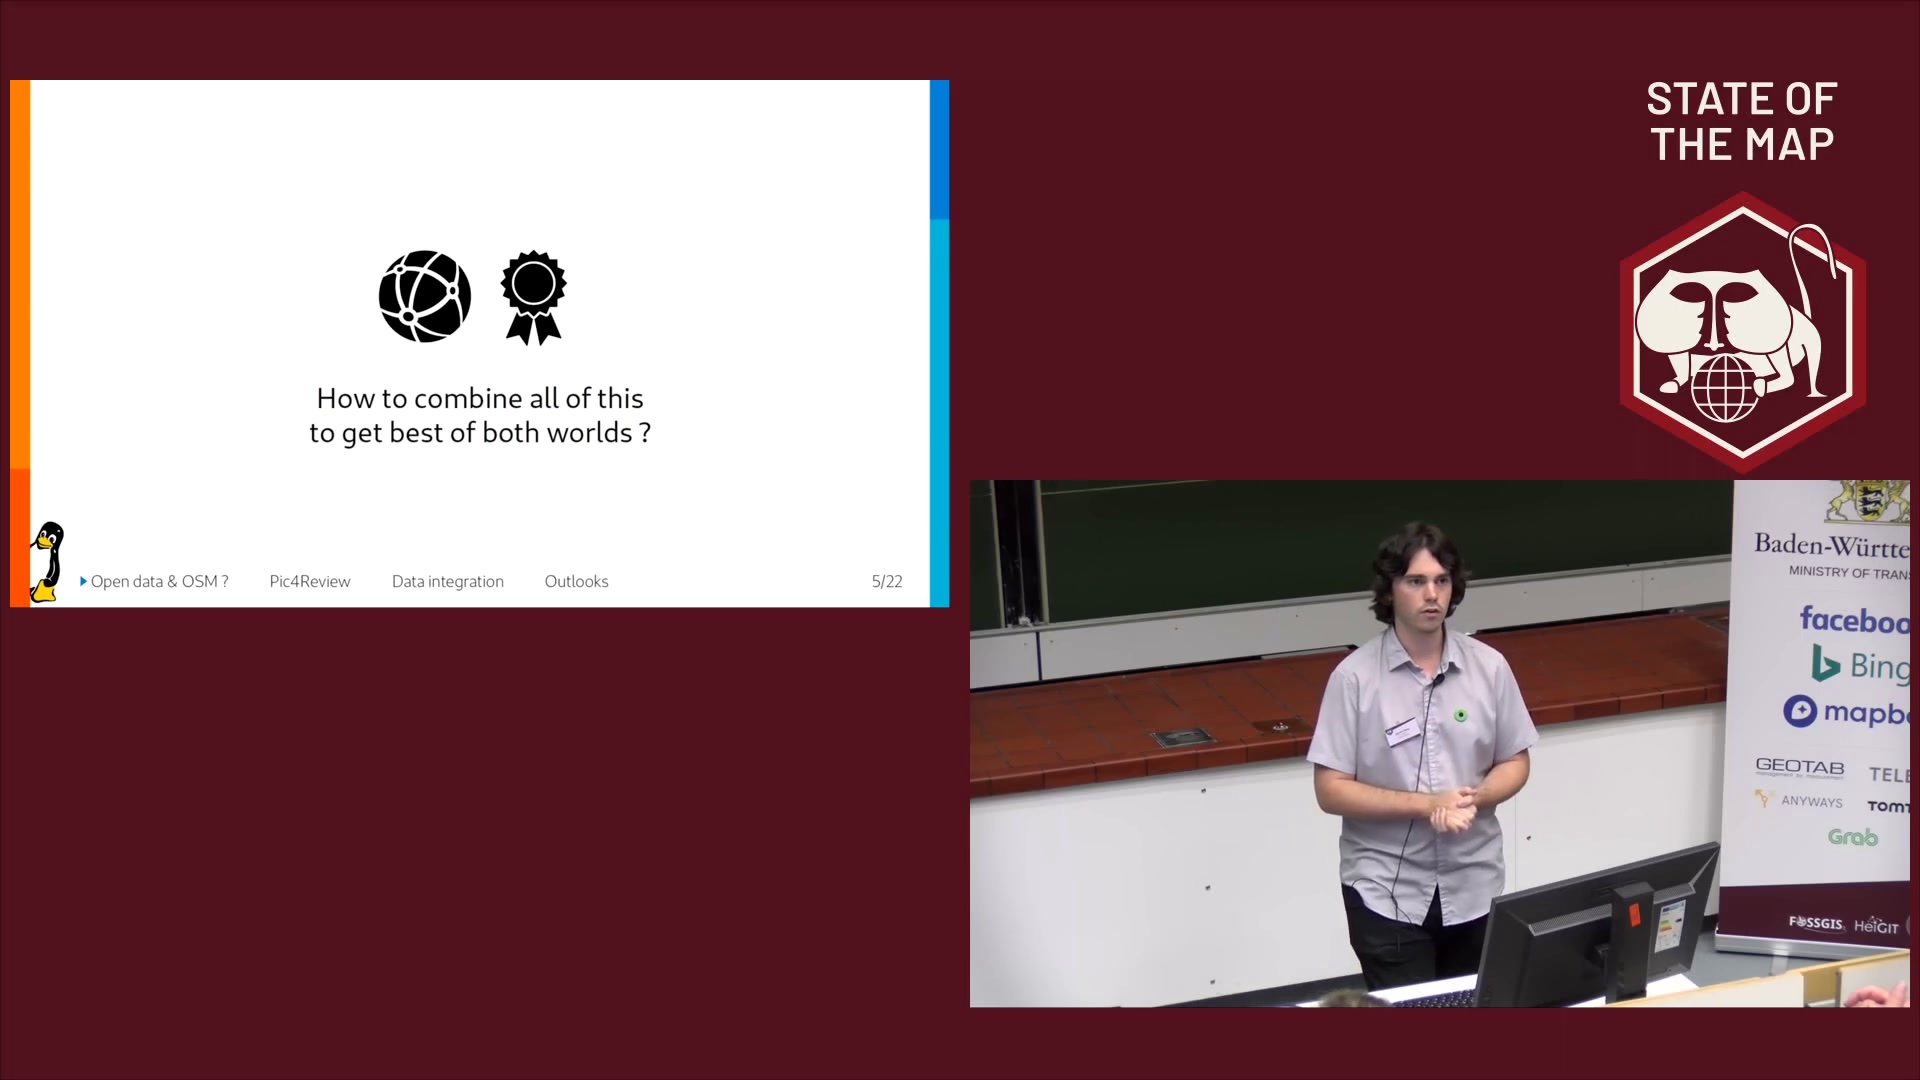 How to combine all of this
to get best of both worlds ?
Open data & OSM ?
Pic4Review
Data integration
Outlooks
5/22
STATE OF
THE MAP
Baden-Württe
MINISTRY OF TRANS
faceboo
Bing
mapbo
GEOTAB
TELE
ANYWAYS
TOMT
Grab
FOSSGIS
HeiGIT